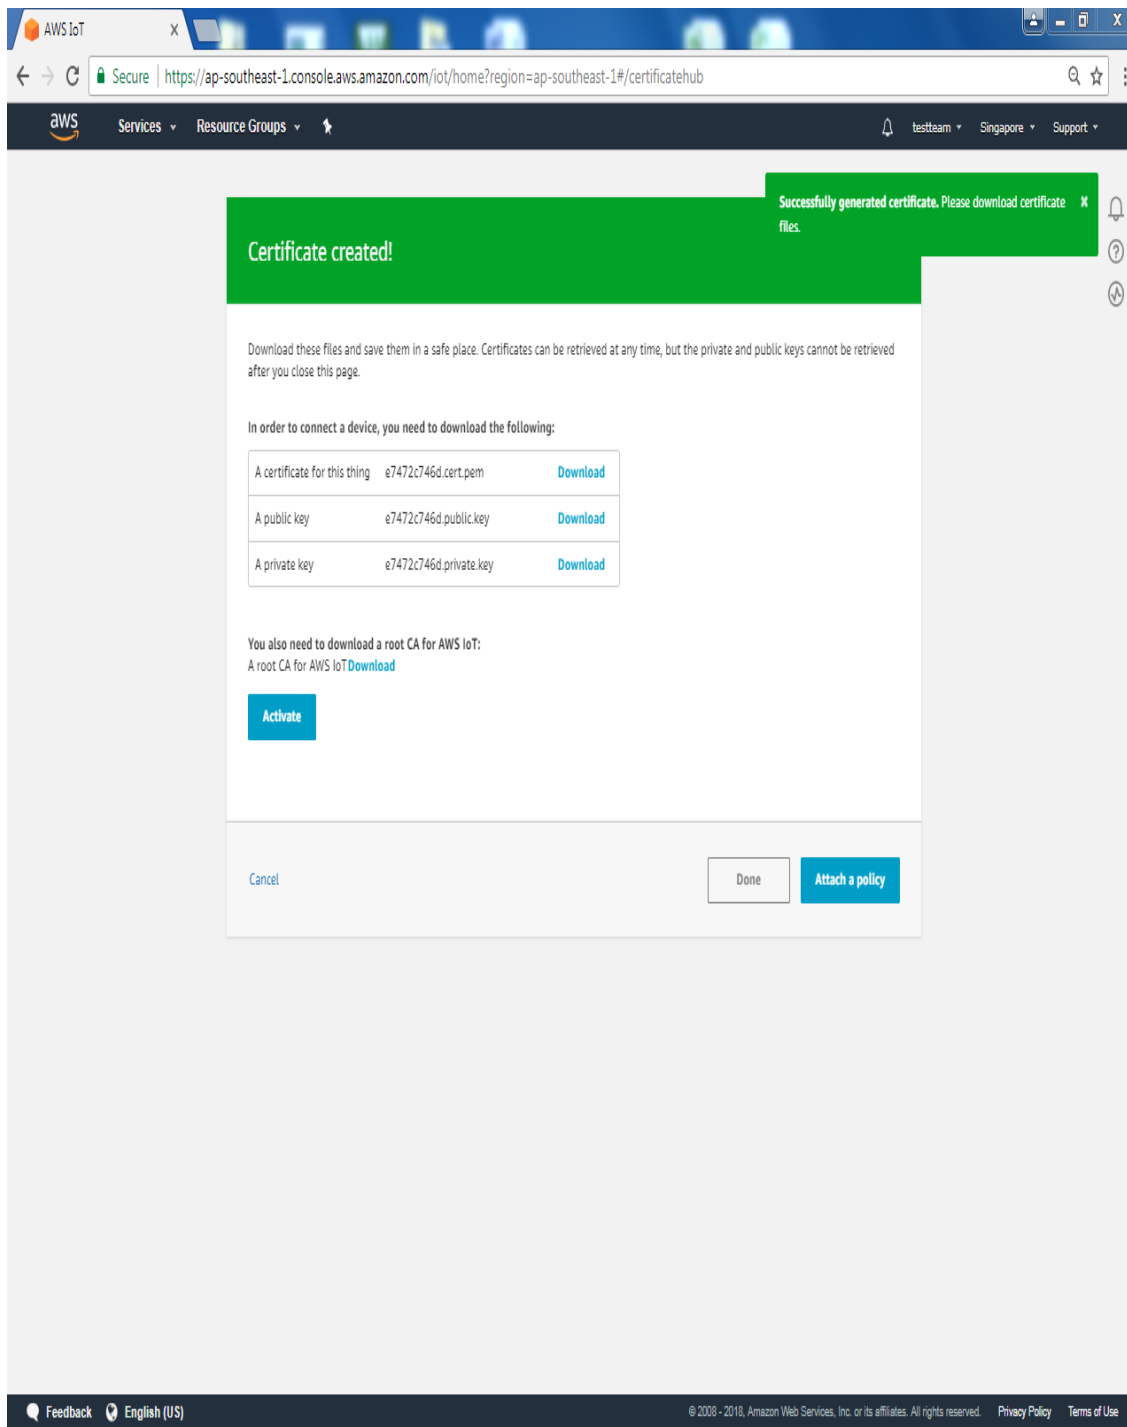 AWS IoT
Secure https://ap-southeast-1.console.aws.amazon.com/iot/home?region=ap-southeast-1#/certificatehub
aws Services Resource Groups testteam Singapore Support
Successfully generated certificate. Please download certificate
files.
Certificate created!
Download these files and save them in a safe place. Certificates can be retrieved at any time, but the private and public keys cannot be retrieved
after you close this page.
In order to connect a device, you need to download the following:
A certificate for this thing e7472c746d.cert.pem Download
A public key e7472c746d.public.key Download
A private key e7472c746d.private.key Download
You also need to download a root CA for AWS IoT:
A root CA for AWS IoT Download
Activate
Cancel Done Attach a policy
Feedback English (US) © 2008 - 2018, Amazon Web Services, Inc. or its affiliates. All rights reserved. Privacy Policy Terms of Use